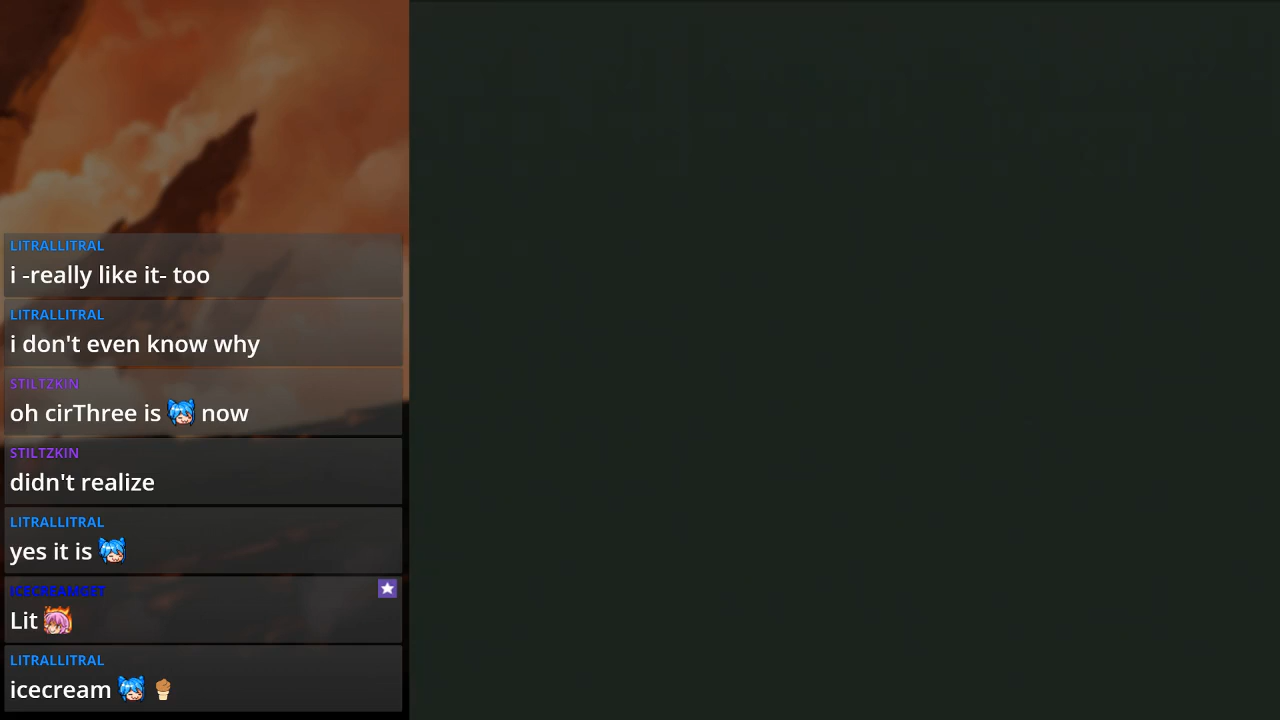 LITRALLITRAL
i -really like it- too
LITRALLITRAL
i don't even know why
STILTZKIN
oh cirThree is now
STILTZKIN
didn't realize
LITRALLITRAL
yes it is
ICECREAMGET
Lit
LITRALLITRAL
icecream